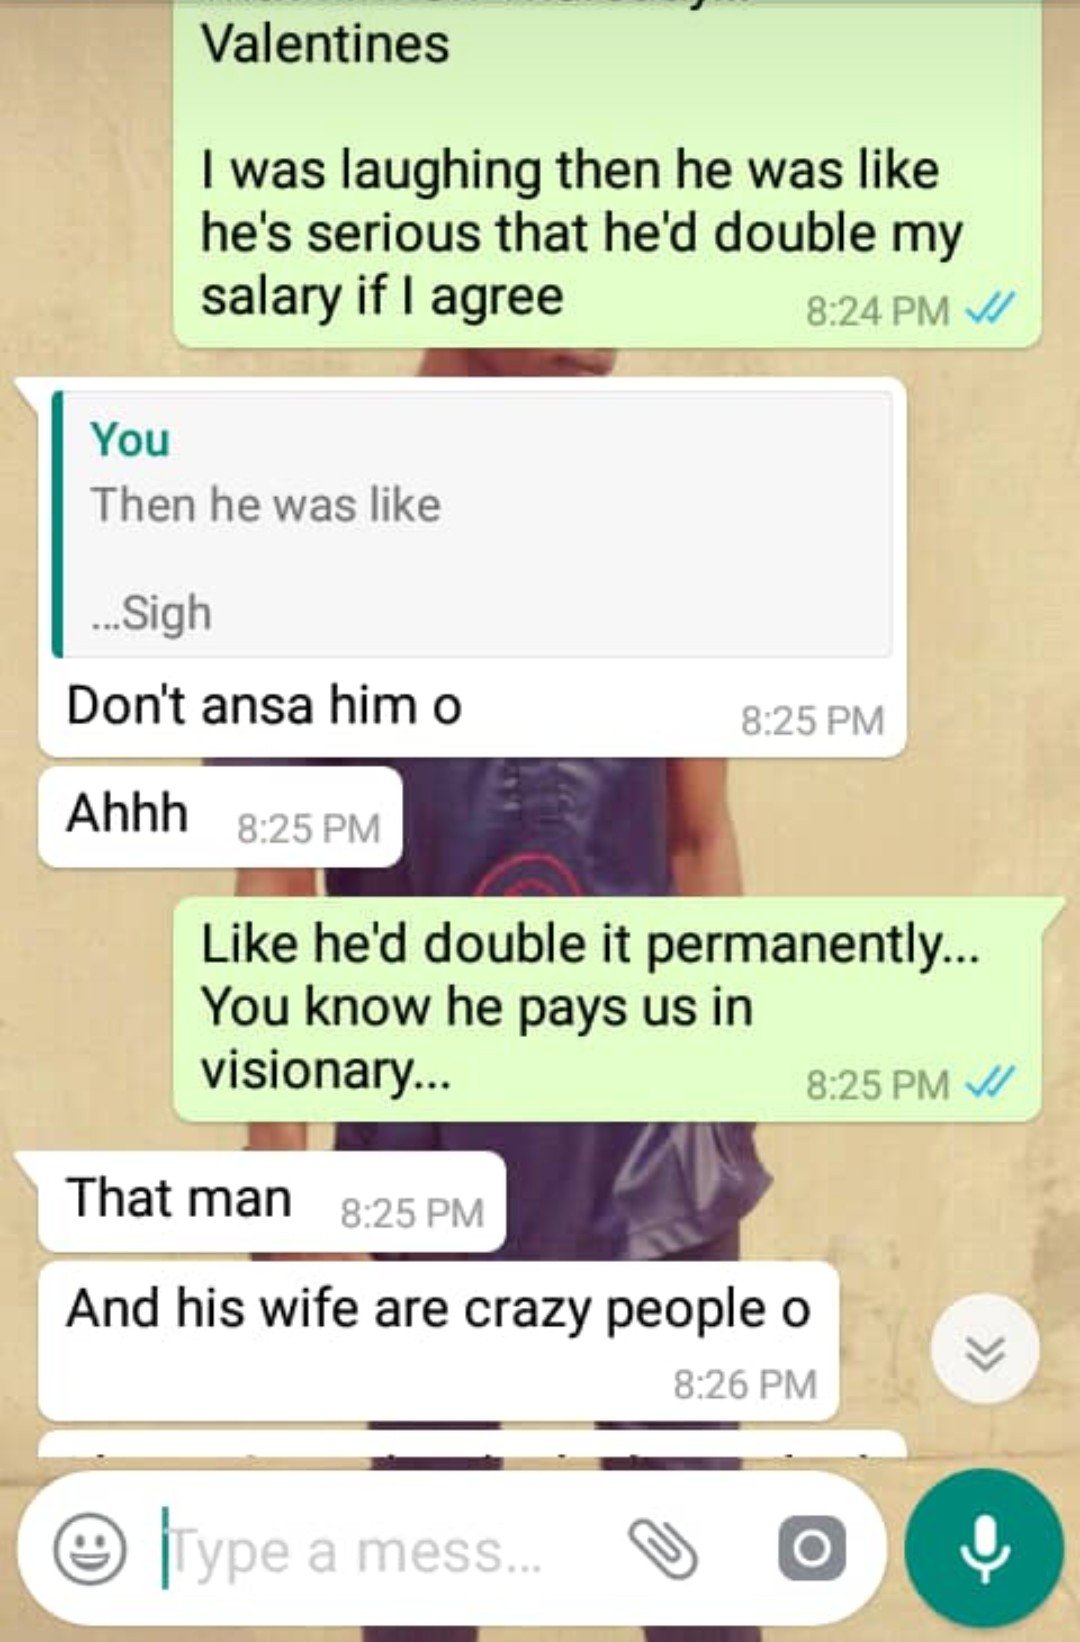 Valentines
I was laughing then he was like
he's serious that he'd double my
salary if I agree
8:24 PM
You
Then he was like
...Sigh
Don't ansa him o
8:25 PM
Ahhh
8:25 PM
Like he'd double it permanently...
You know he pays us in
visionary...
8:25 PM
That man
8:25 PM
And his wife are crazy people o
8:26 PM
Type a mess...